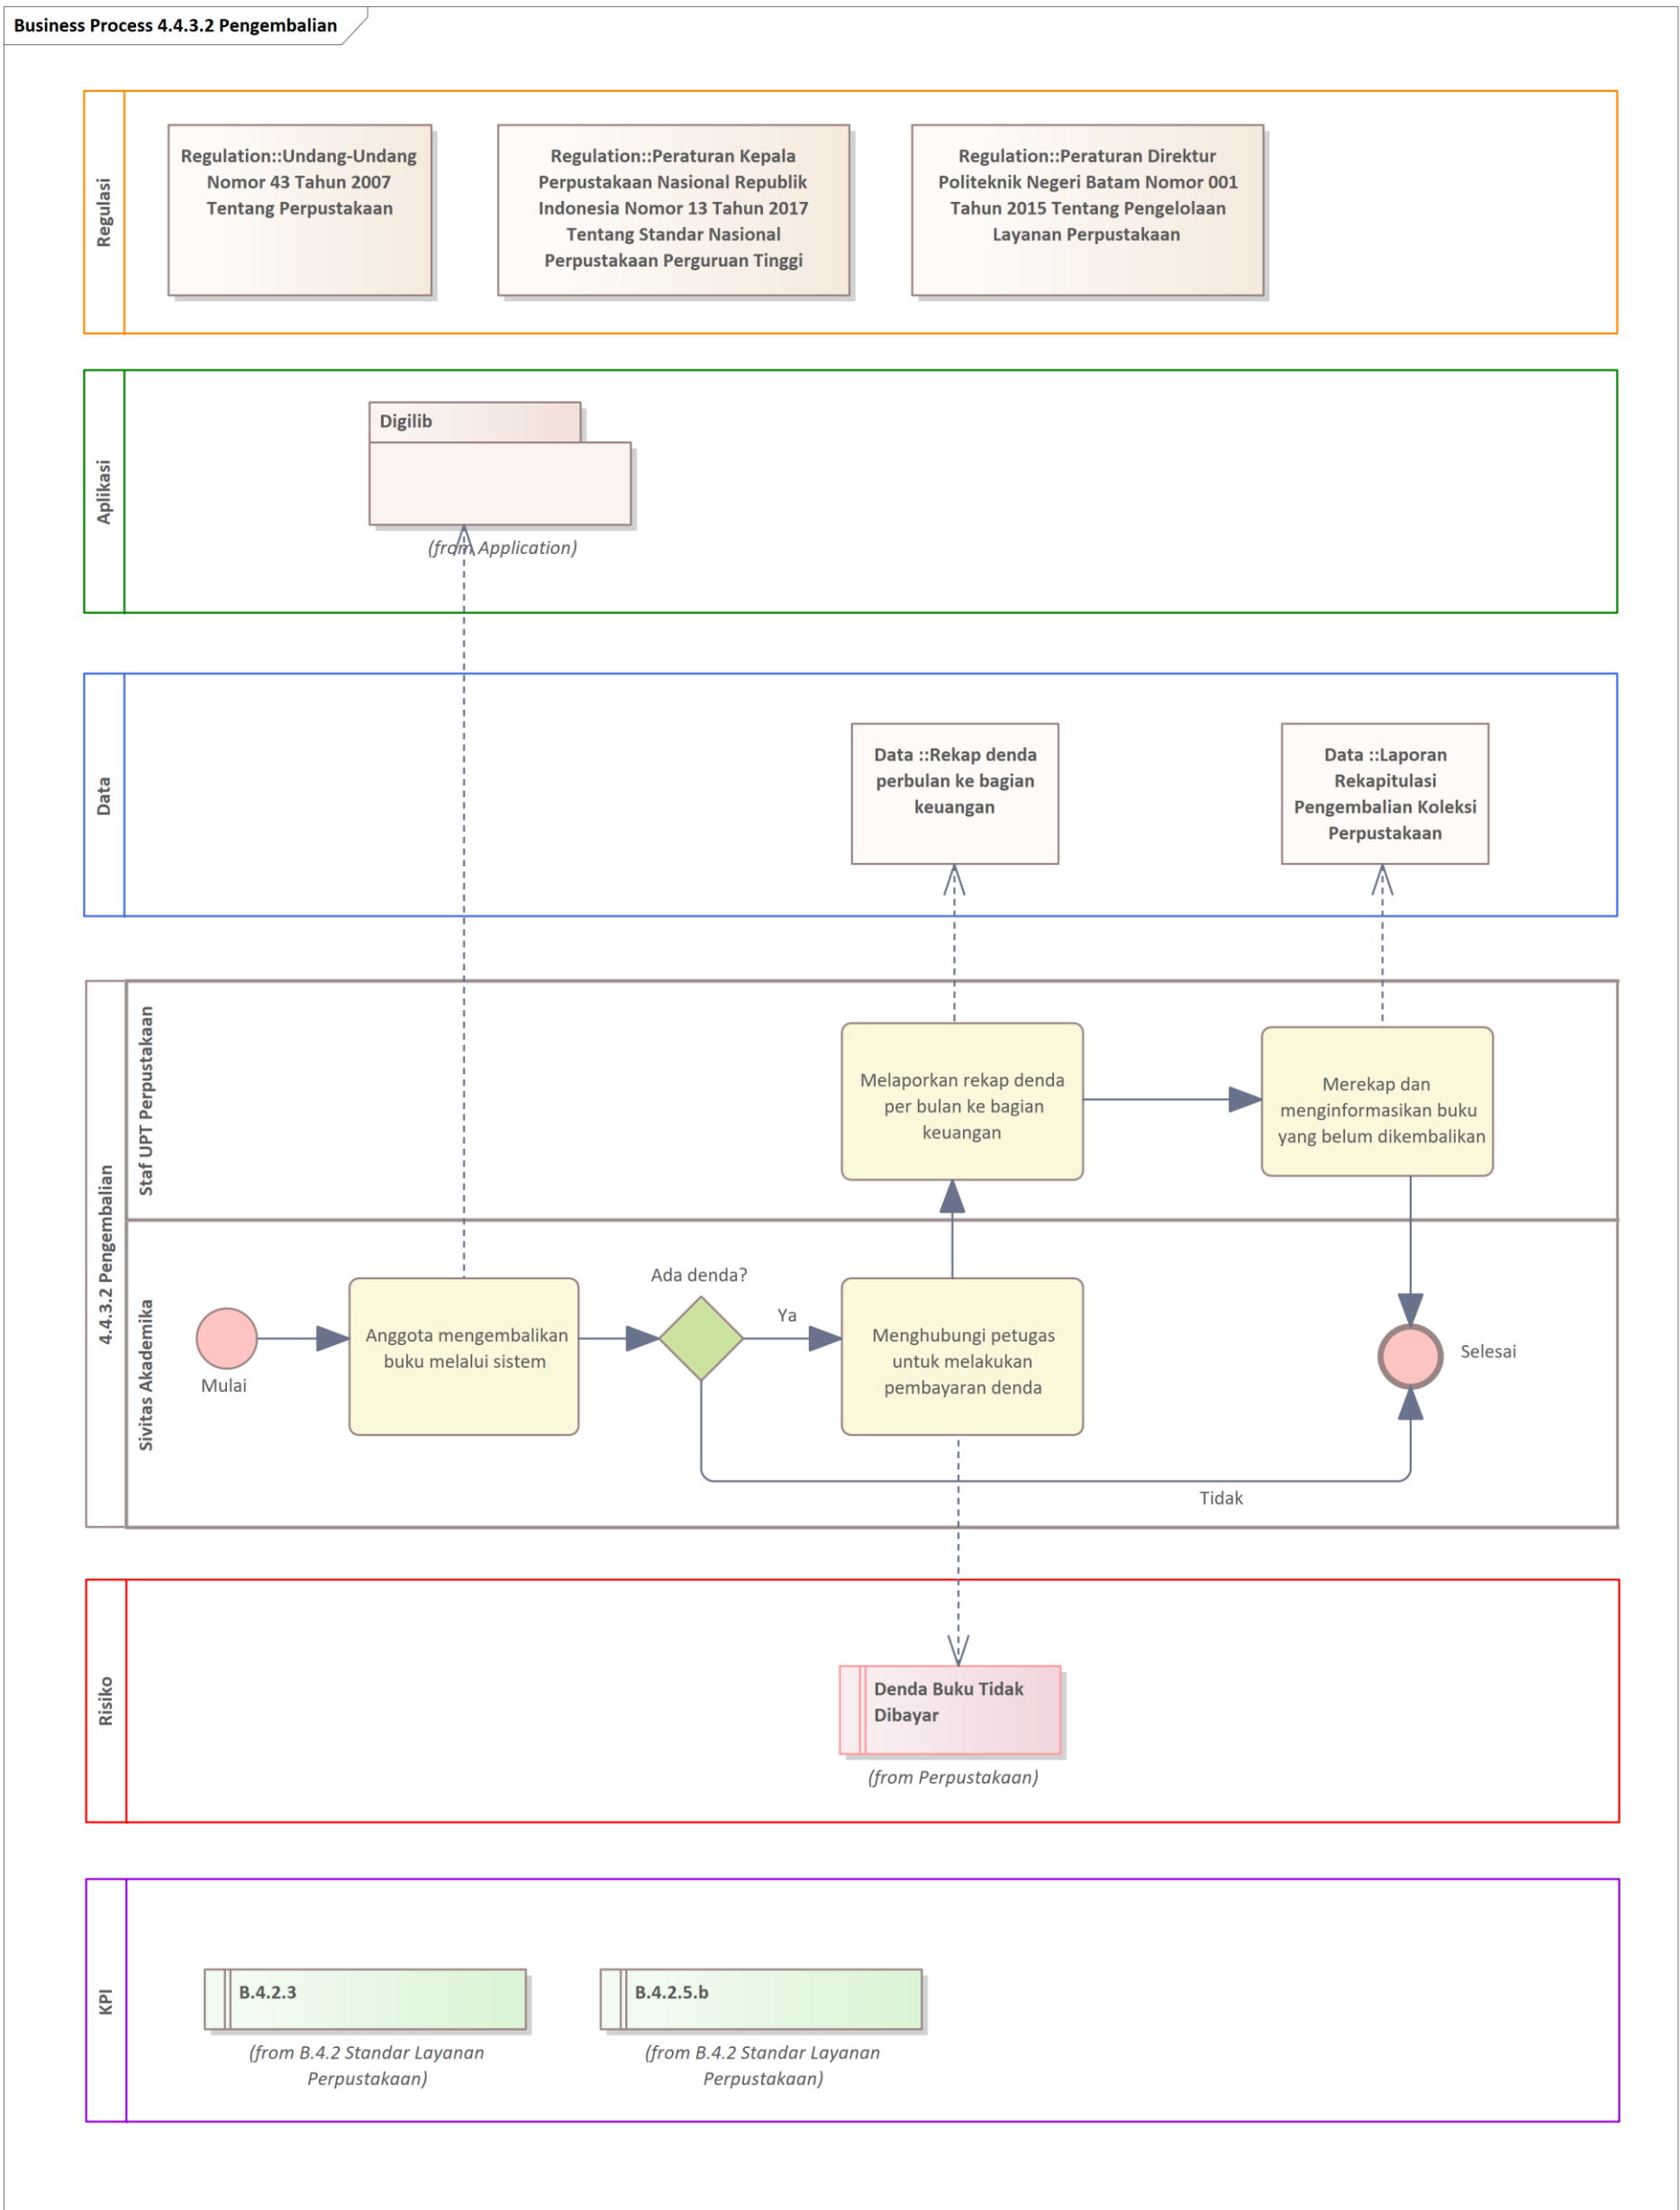 Business Process 4.4.3.2 Pengembalian
Regulasi
Regulation::Undang-Undang
Nomor 43 Tahun 2007
Tentang Perpustakaan
Regulation::Peraturan Kepala
Perpustakaan Nasional Republik
Indonesia Nomor 13 Tahun 2017
Tentang Standar Nasional
Perpustakaan Perguruan Tinggi
Regulation::Peraturan Direktur
Politeknik Negeri Batam Nomor 001
Tahun 2015 Tentang Pengelolaan
Layanan Perpustakaan
Aplikasi
Digilib
(from Application)
Data
Data ::Rekap denda
perbulan ke bagian
keuangan
Data ::Laporan
Rekapitulasi
Pengembalian Koleksi
Perpustakaan
4.4.3.2 Pengembalian
Staf UPT Perpustakaan
Melaporkan rekap denda
per bulan ke bagian
keuangan
Merekap dan
menginformasikan buku
yang belum dikembalikan
Sivitas Akademika
Mulai
Anggota mengembalikan
buku melalui sistem
Ada denda?
Ya
Menghubungi petugas
untuk melakukan
pembayaran denda
Selesai
Tidak
Risiko
Denda Buku Tidak
Dibayar
(from Perpustakaan)
KPI
B.4.2.3
(from B.4.2 Standar Layanan
Perpustakaan)
B.4.2.5.b
(from B.4.2 Standar Layanan
Perpustakaan)